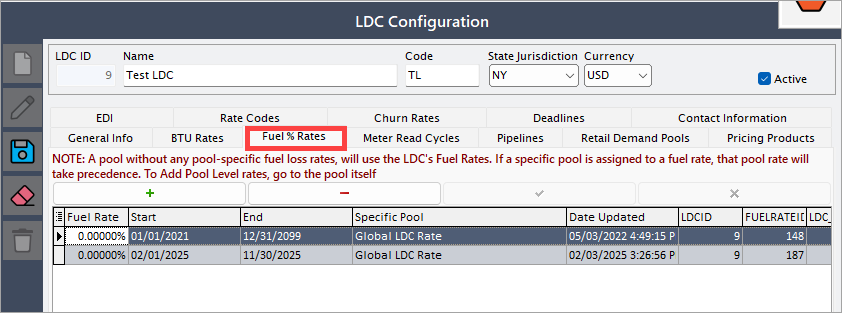 LDC Configuration
LDC ID Name Code State Jurisdiction Currency
9 Test LDC TL NY USD Active
EDI Rate Codes Churn Rates Deadlines Contact Information
General Info BTU Rates Fuel % Rates Meter Read Cycles Pipelines Retail Demand Pools Pricing Products
NOTE: A pool without any pool-specific fuel loss rates, will use the LDC's Fuel Rates. If a specific pool is assigned to a fuel rate, that pool rate will
take precedence. To Add Pool Level rates, go to the pool itself
Fuel Rate Start End Specific Pool Date Updated LDCID FUELRATEID LDC_
0.00000% 01/01/2021 12/31/2099 Global LDC Rate 05/03/2022 4:49:15 P 9 148
0.00000% 02/01/2025 11/30/2025 Global LDC Rate 02/03/2025 3:26:56 P 9 187